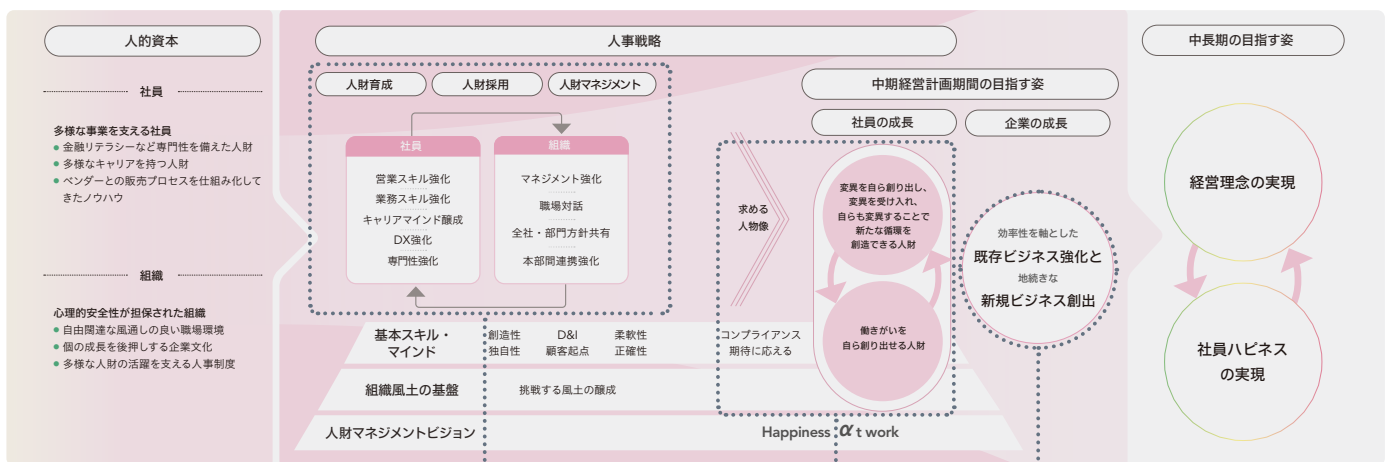 人的資本
社員
多様な事業を支える社員
● 金融リテラシーなど専門性を備えた人財
● 多様なキャリアを持つ人財
● ベンダーとの販売プロセスを仕組み化して
きたノウハウ
組織
心理的安全性が担保された組織
● 自由闊達な風通しの良い職場環境
● 個の成長を後押しする企業文化
● 多様な人財の活躍を支える人事制度
人事戦略
人財育成
人財採用
人財マネジメント
社員
営業スキル強化
業務スキル強化
キャリアマインド醸成
DX強化
専門性強化
組織
マネジメント強化
職場対話
全社・部門方針共有
本部間連携強化
中期経営計画期間の目指す姿
社員の成長
企業の成長
求める
人物像
変異を自ら創り出し、
変異を受け入れ、
自らも変異することで
新たな循環を
創造できる人財
働きがいを
自ら創り出せる人財
効率性を軸とした
既存ビジネス強化と
地続きな
新規ビジネス創出
基本スキル・
マインド
創造性 D&I 柔軟性 コンプライアンス
独自性 顧客起点 正確性 期待に応える
組織風土の基盤
挑戦する風土の醸成
人財マネジメントビジョン
Happiness αt work
中長期の目指す姿
経営理念の実現
社員ハピネス
の実現